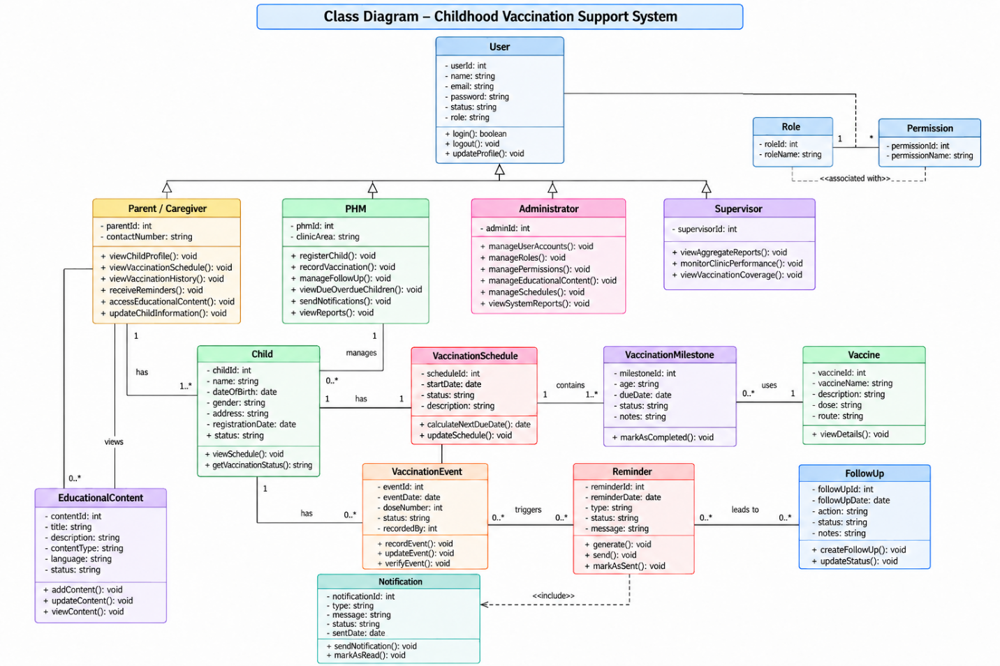 Class Diagram – Childhood Vaccination Support System
User
- userId: int
- name: string
- email: string
- password: string
- status: string
- role: string
+ login(): boolean
+ logout(): void
+ updateProfile(): void
Role
- roleId: int
- roleName: string
1
*
Permission
- permissionId: int
- permissionName: string
<<associated with>>
Parent / Caregiver
- parentId: int
- contactNumber: string
+ viewChildProfile(): void
+ viewVaccinationSchedule(): void
+ viewVaccinationHistory(): void
+ receiveReminders(): void
+ accessEducationalContent(): void
+ updateChildInformation(): void
PHM
- phmId: int
- clinicArea: string
+ registerChild(): void
+ recordVaccination(): void
+ manageFollowUp(): void
+ viewDueOverdueChildren(): void
+ sendNotifications(): void
+ viewReports(): void
Administrator
- adminId: int
+ manageUserAccounts(): void
+ manageRoles(): void
+ managePermissions(): void
+ manageEducationalContent(): void
+ manageSchedules(): void
+ viewSystemReports(): void
Supervisor
- supervisorId: int
+ viewAggregateReports(): void
+ monitorClinicPerformance(): void
+ viewVaccinationCoverage(): void
1
has
1..*
1
manages
0..*
Child
- childId: int
- name: string
- dateOfBirth: date
- gender: string
- address: string
- registrationDate: date
+ status: string
+ viewSchedule(): void
+ getVaccinationStatus(): string
1
has
1
VaccinationSchedule
- scheduleId: int
- startDate: date
- status: string
- description: string
+ calculateNextDueDate(): date
+ updateSchedule(): void
1
contains
1..*
VaccinationMilestone
- milestoneId: int
- age: string
- dueDate: date
- status: string
- notes: string
+ markAsCompleted(): void
0..*
uses
1
Vaccine
- vaccineId: int
- vaccineName: string
- description: string
- dose: string
- route: string
+ viewDetails(): void
views
0..*
EducationalContent
- contentId: int
- title: string
- description: string
- contentType: string
- language: string
- status: string
+ addContent(): void
+ updateContent(): void
+ viewContent(): void
1
has
0..*
VaccinationEvent
- eventId: int
- eventDate: date
- doseNumber: int
- status: string
- recordedBy: int
+ recordEvent(): void
+ updateEvent(): void
+ verifyEvent(): void
0..*
triggers
0..*
Reminder
- reminderId: int
- reminderDate: date
- type: string
- status: string
- message: string
+ generate(): void
+ send(): void
+ markAsSent(): void
0..*
leads to
0..*
FollowUp
- followUpId: int
- followUpDate: date
- action: string
- status: string
- notes: string
+ createFollowUp(): void
+ updateStatus(): void
Notification
- notificationId: int
- type: string
- message: string
- status: string
- sentDate: date
+ sendNotification(): void
+ markAsRead(): void
<<include>>